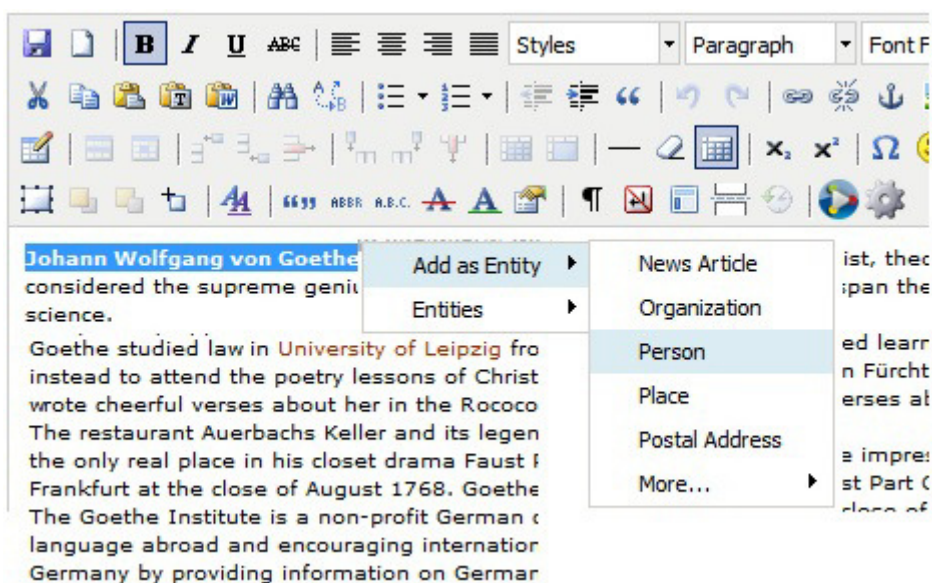 B I U ABC Styles Paragraph Font F
ABBR A.B.C. A A
Johann Wolfgang von Goethe
considered the supreme geniu
science.
Goethe studied law in University of Leipzig fro
instead to attend the poetry lessons of Christ
wrote cheerful verses about her in the Rococo
The restaurant Auerbachs Keller and its legen
the only real place in his closet drama Faust P
Frankfurt at the close of August 1768. Goethe
The Goethe Institute is a non-profit German
language abroad and encouraging internation
Germany by providing information on German
Add as Entity
Entities
News Article
Organization
Person
Place
Postal Address
More...
ist, theo
span the
ed learn
n Fürcht
erses ab
e impres
st Part
close of